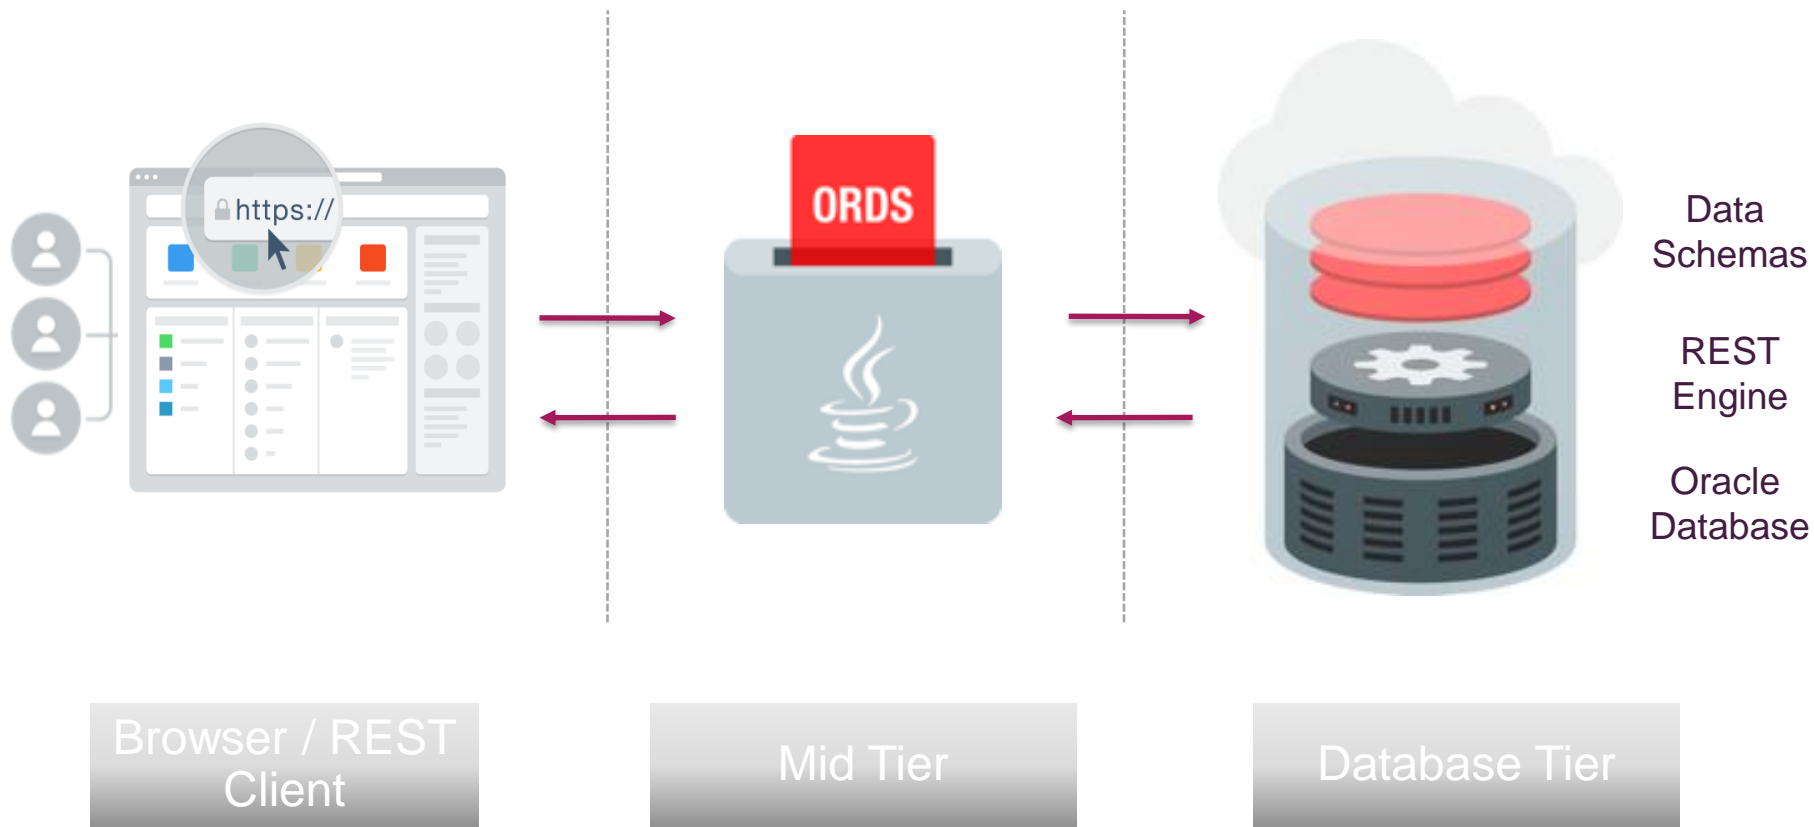 https://
ORDS
Data
Schemas
REST
Engine
Oracle
Database
Browser / REST
Client
Mid Tier
Database Tier